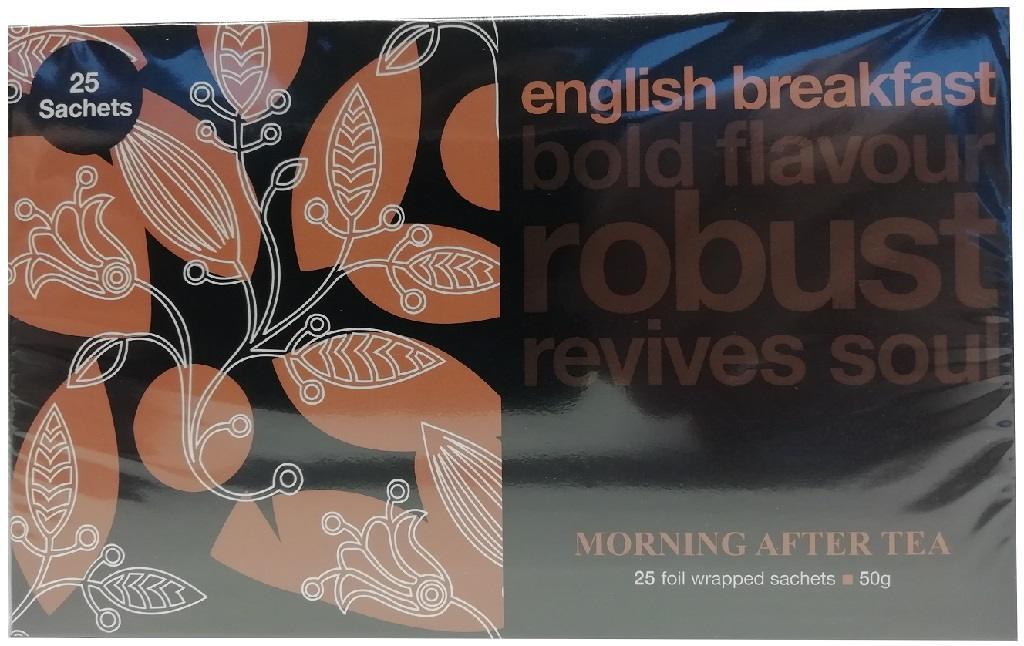 25
Sachets
english breakfast
bold flavour
robust
revives soul
MORNING AFTER TEA
25 foil wrapped sachets ■ 50g